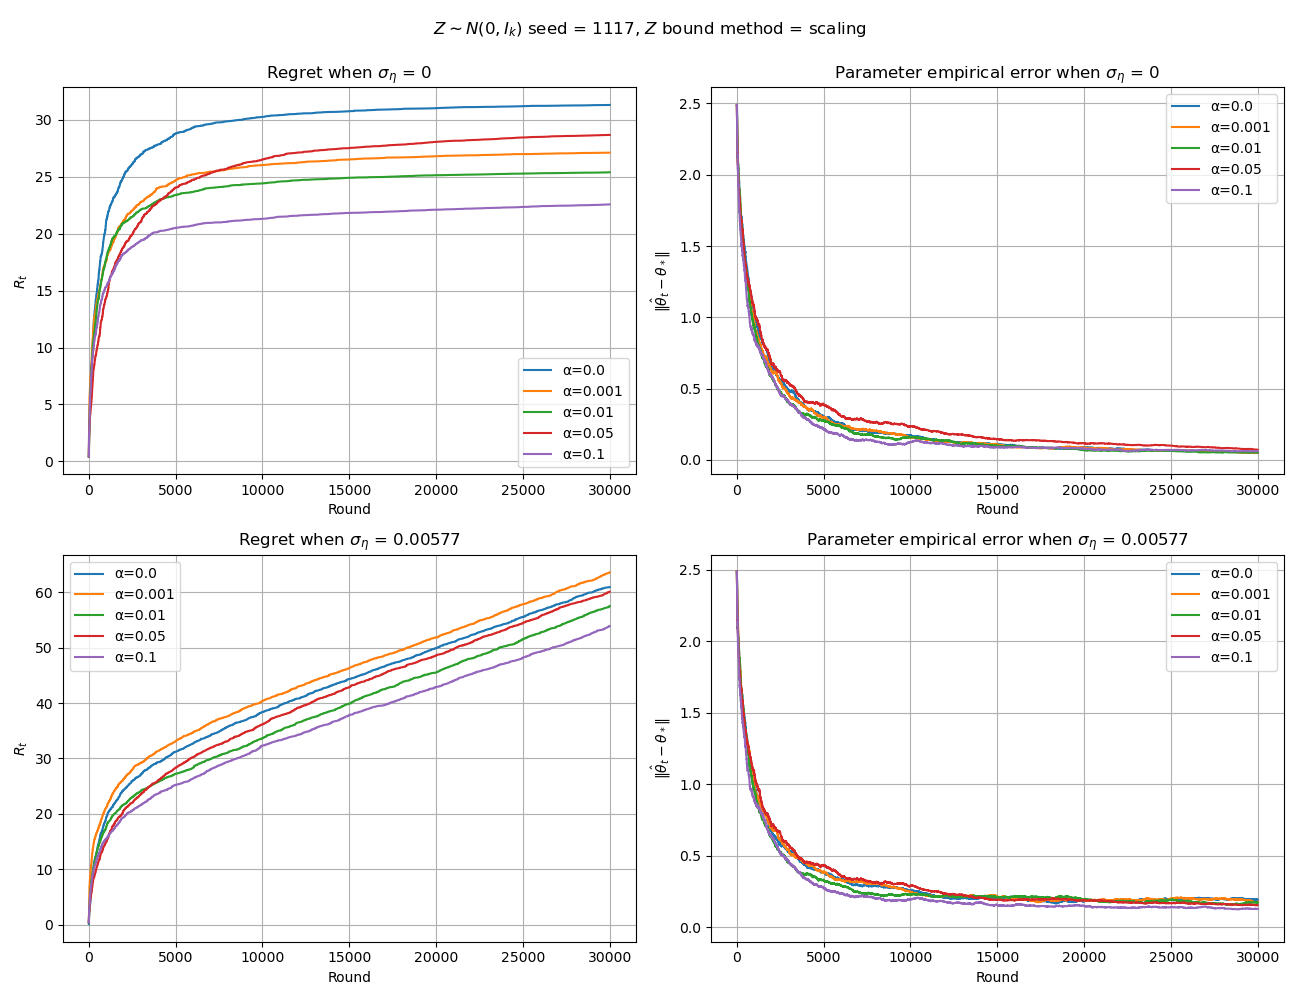 Z ~ N(0, I_k) seed = 1117, Z bound method = scaling
Regret when σ_η = 0
R_t
30
25
20
15
10
5
0
0 5000 10000 15000 20000 25000 30000
Round
α=0.0
α=0.001
α=0.01
α=0.05
α=0.1
Parameter empirical error when σ_η = 0
‖θ̂_t − θ_*‖
2.5
2.0
1.5
1.0
0.5
0.0
0 5000 10000 15000 20000 25000 30000
Round
α=0.0
α=0.001
α=0.01
α=0.05
α=0.1
Regret when σ_η = 0.00577
R_t
60
50
40
30
20
10
0
0 5000 10000 15000 20000 25000 30000
Round
α=0.0
α=0.001
α=0.01
α=0.05
α=0.1
Parameter empirical error when σ_η = 0.00577
‖θ̂_t − θ_*‖
2.5
2.0
1.5
1.0
0.5
0.0
0 5000 10000 15000 20000 25000 30000
Round
α=0.0
α=0.001
α=0.01
α=0.05
α=0.1